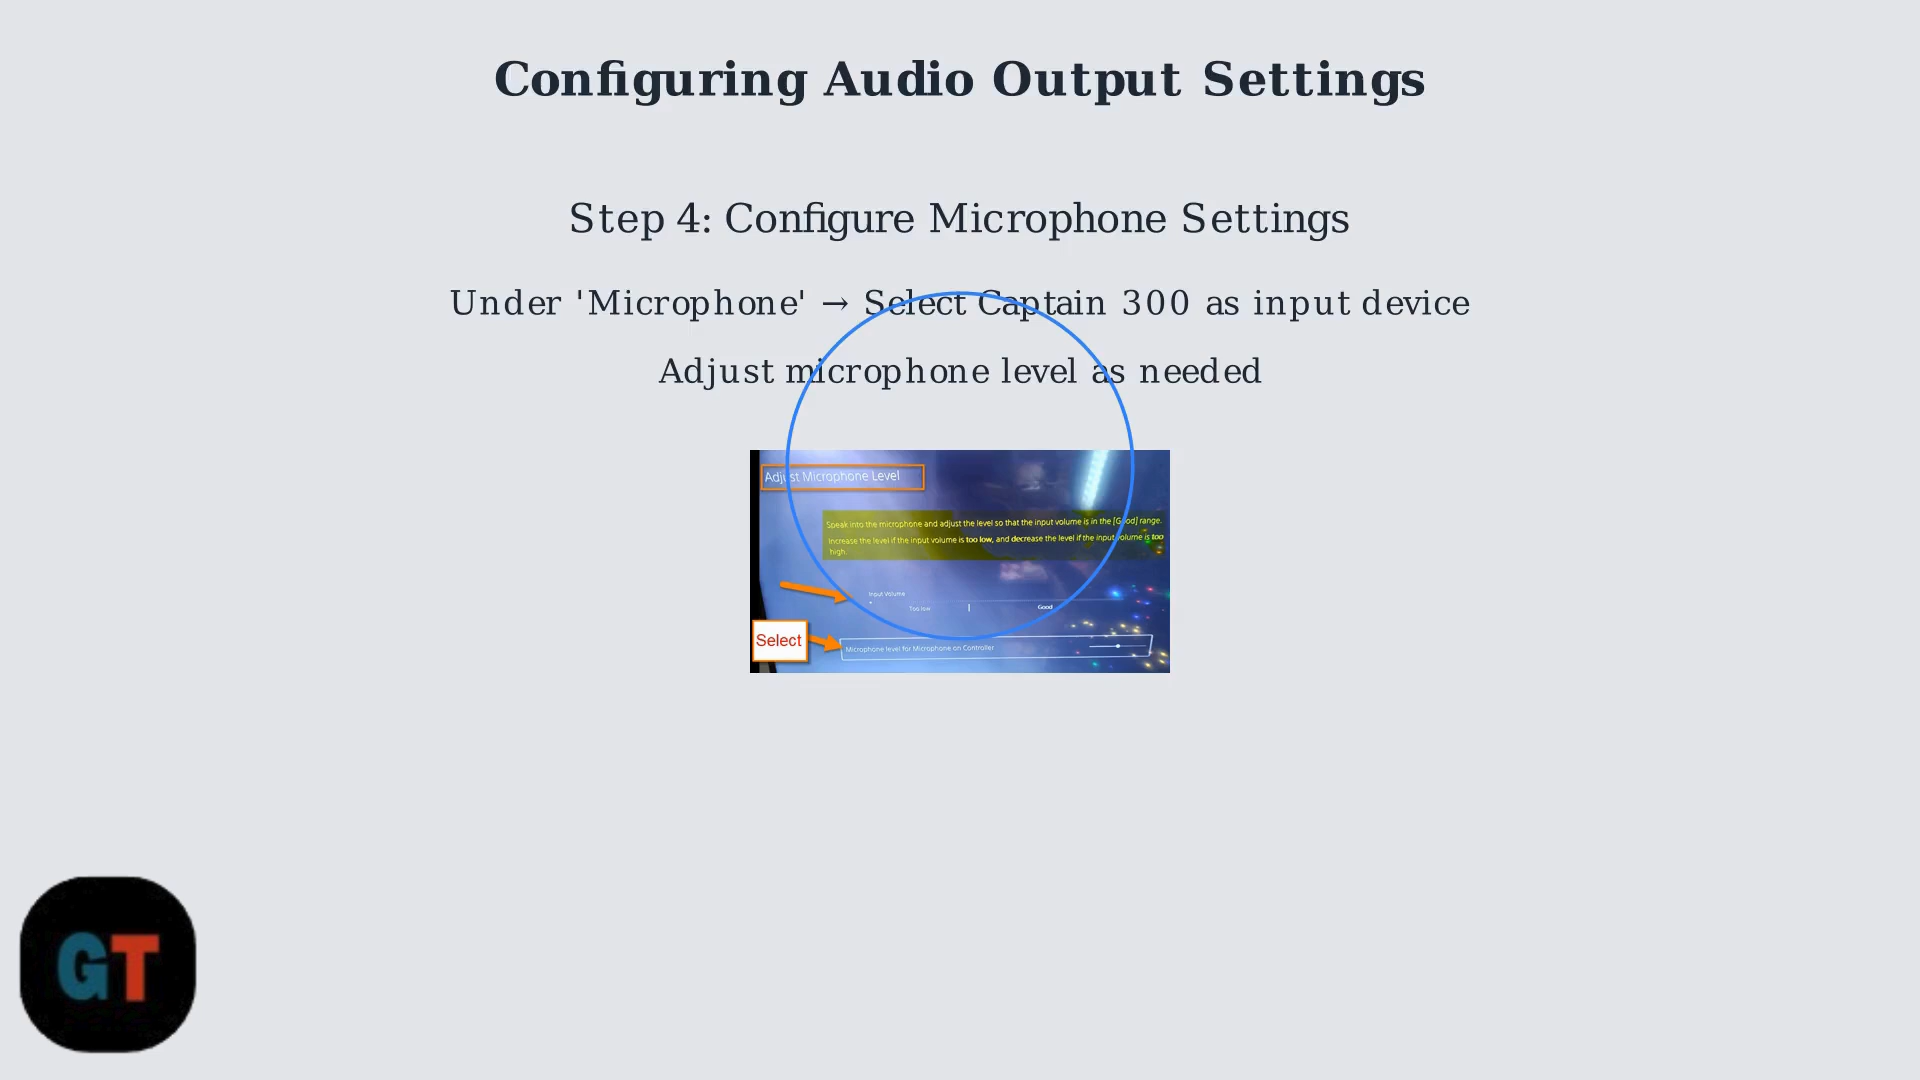 Configuring Audio Output Settings
Step 4: Configure Microphone Settings
Under 'Microphone' → Select Captain 300 as input device
Adjust microphone level as needed
Adjust Microphone Level
Speak into the microphone and adjust the level so that the input volume is in the [Good] range.
Increase the level if the input volume is too low, and decrease the level if the input volume is too
high.
Input Volume
Too low Good
Select
Microphone level for Microphone on Controller
GT